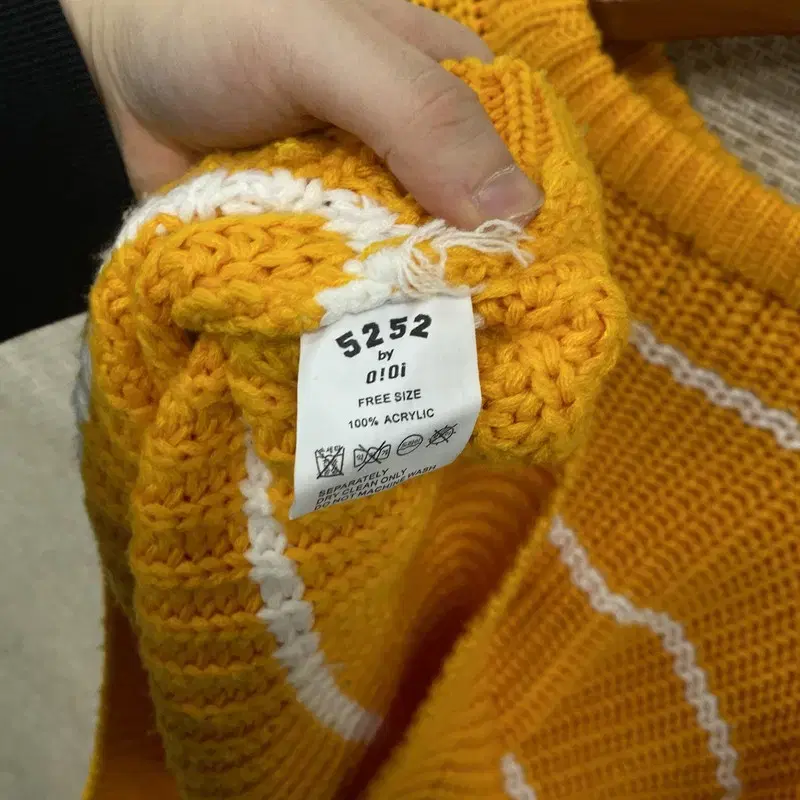 5252
by
O!Oi
FREE SIZE
100% ACRYLIC
SEPARATELY
DRY CLEAN ONLY
DO NOT MACHINE WASH